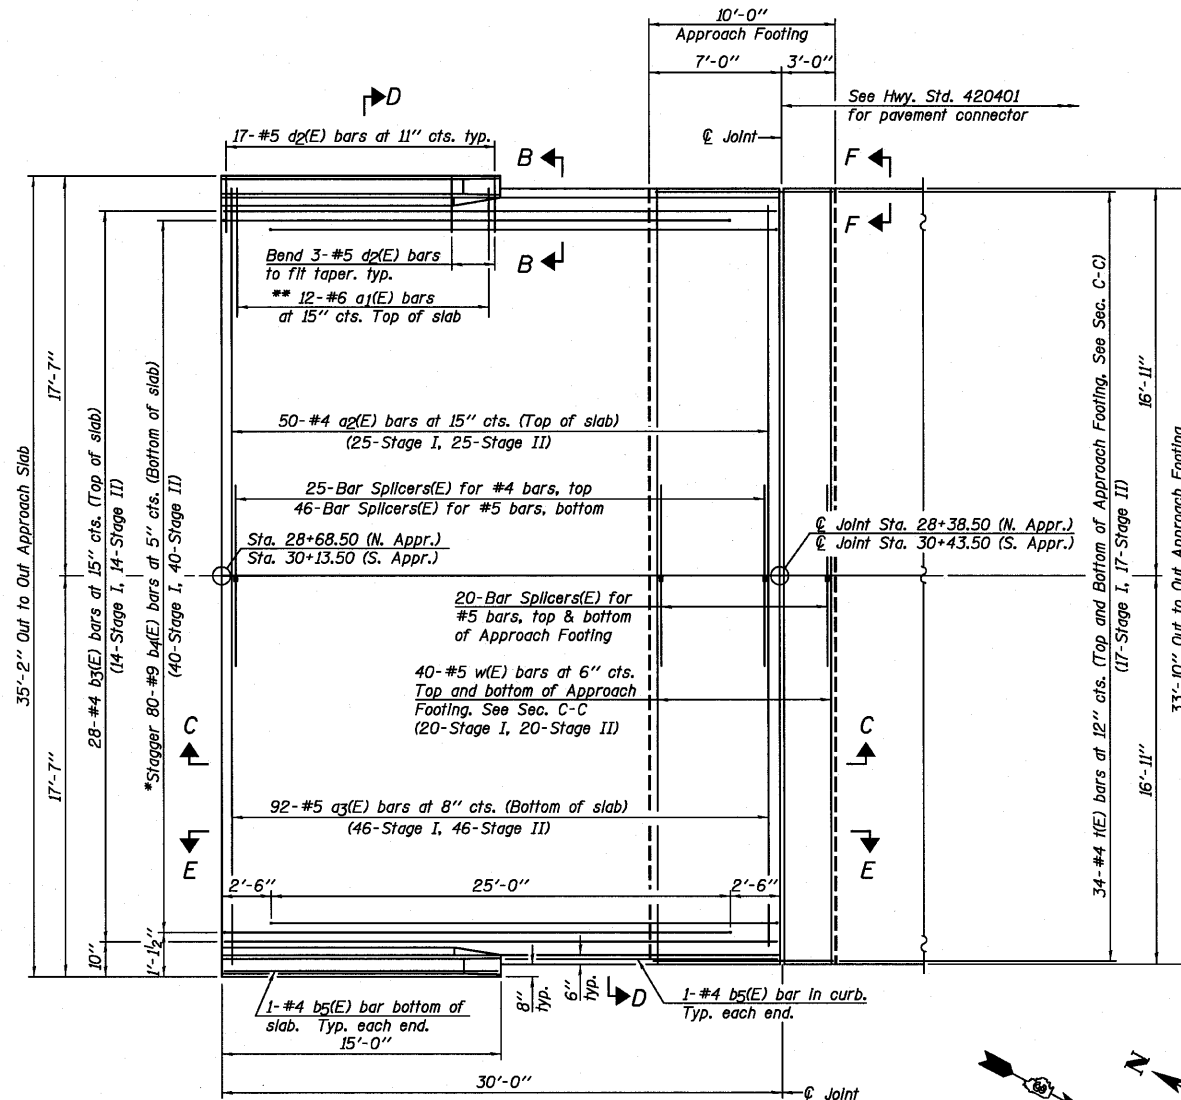 10'-0"
Approach Footing
7'-0"
3'-0"
See Hwy. Std. 420401
for pavement connector
℄ Joint
D
17-#5 d2(E) bars at 11" cts. typ.
B
F
F
B
Bend 3-#5 d2(E) bars
to fit taper. typ.
** 12-#6 a1(E) bars
at 15" cts. Top of slab
50-#4 a2(E) bars at 15" cts. (Top of slab)
(25-Stage I, 25-Stage II)
25-Bar Splicers(E) for #4 bars, top
46-Bar Splicers(E) for #5 bars, bottom
Sta. 28+68.50 (N. Appr.)
Sta. 30+13.50 (S. Appr.)
℄ Joint Sta. 28+38.50 (N. Appr.)
℄ Joint Sta. 30+43.50 (S. Appr.)
20-Bar Splicers(E) for
#5 bars, top & bottom
of Approach Footing
40-#5 w(E) bars at 6" cts.
Top and bottom of Approach
Footing. See Sec. C-C
(20-Stage I, 20-Stage II)
C
C
92-#5 a3(E) bars at 8" cts. (Bottom of slab)
(46-Stage I, 46-Stage II)
E
E
2'-6"
25'-0"
2'-6"
35'-2" Out to Out Approach Slab
17'-7"
17'-7"
28-#4 b3(E) bars at 15" cts. (Top of slab)
(14-Stage I, 14-Stage II)
*Stagger 80-#9 b4(E) bars at 5" cts. (Bottom of slab)
(40-Stage I, 40-Stage II)
10"
1'-1½"
34-#4 t(E) bars at 12" cts. (Top and Bottom of Approach Footing, See Sec. C-C)
(17-Stage I, 17-Stage II)
16'-11"
16'-11"
33'-10" Out to Out Approach Footing
8"
typ.
6"
typ.
D
1-#4 b5(E) bar bottom of
slab. Typ. each end.
1-#4 b5(E) bar in curb.
Typ. each end.
15'-0"
30'-0"
℄ Joint
N